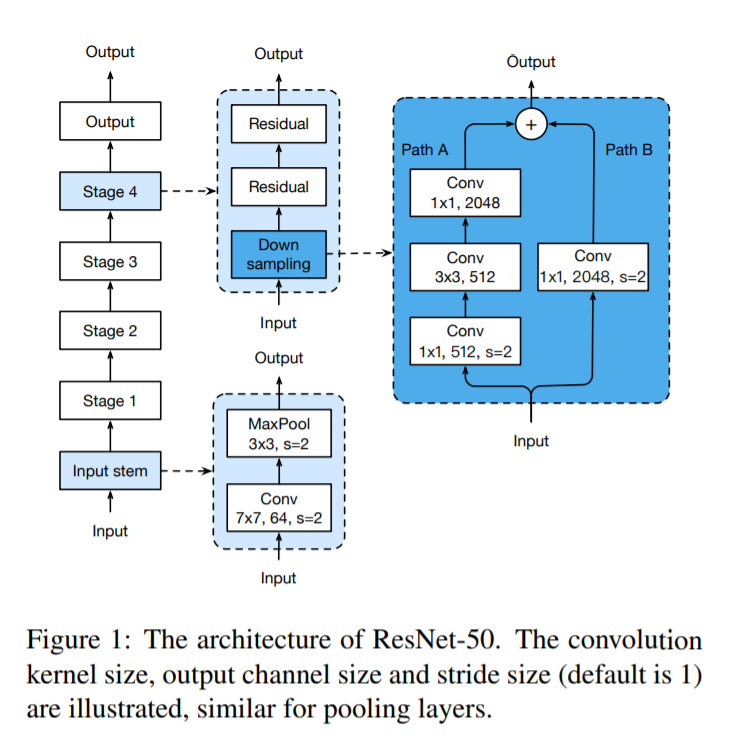 Output
Output
Stage 4
Stage 3
Stage 2
Stage 1
Input stem
Input
Output
Residual
Residual
Down
sampling
Input
Output
MaxPool
3x3, s=2
Conv
7x7, 64, s=2
Input
Output
+
Path A
Path B
Conv
1x1, 2048
Conv
3x3, 512
Conv
1x1, 512, s=2
Conv
1x1, 2048, s=2
Input
Figure 1: The architecture of ResNet-50. The convolution
kernel size, output channel size and stride size (default is 1)
are illustrated, similar for pooling layers.